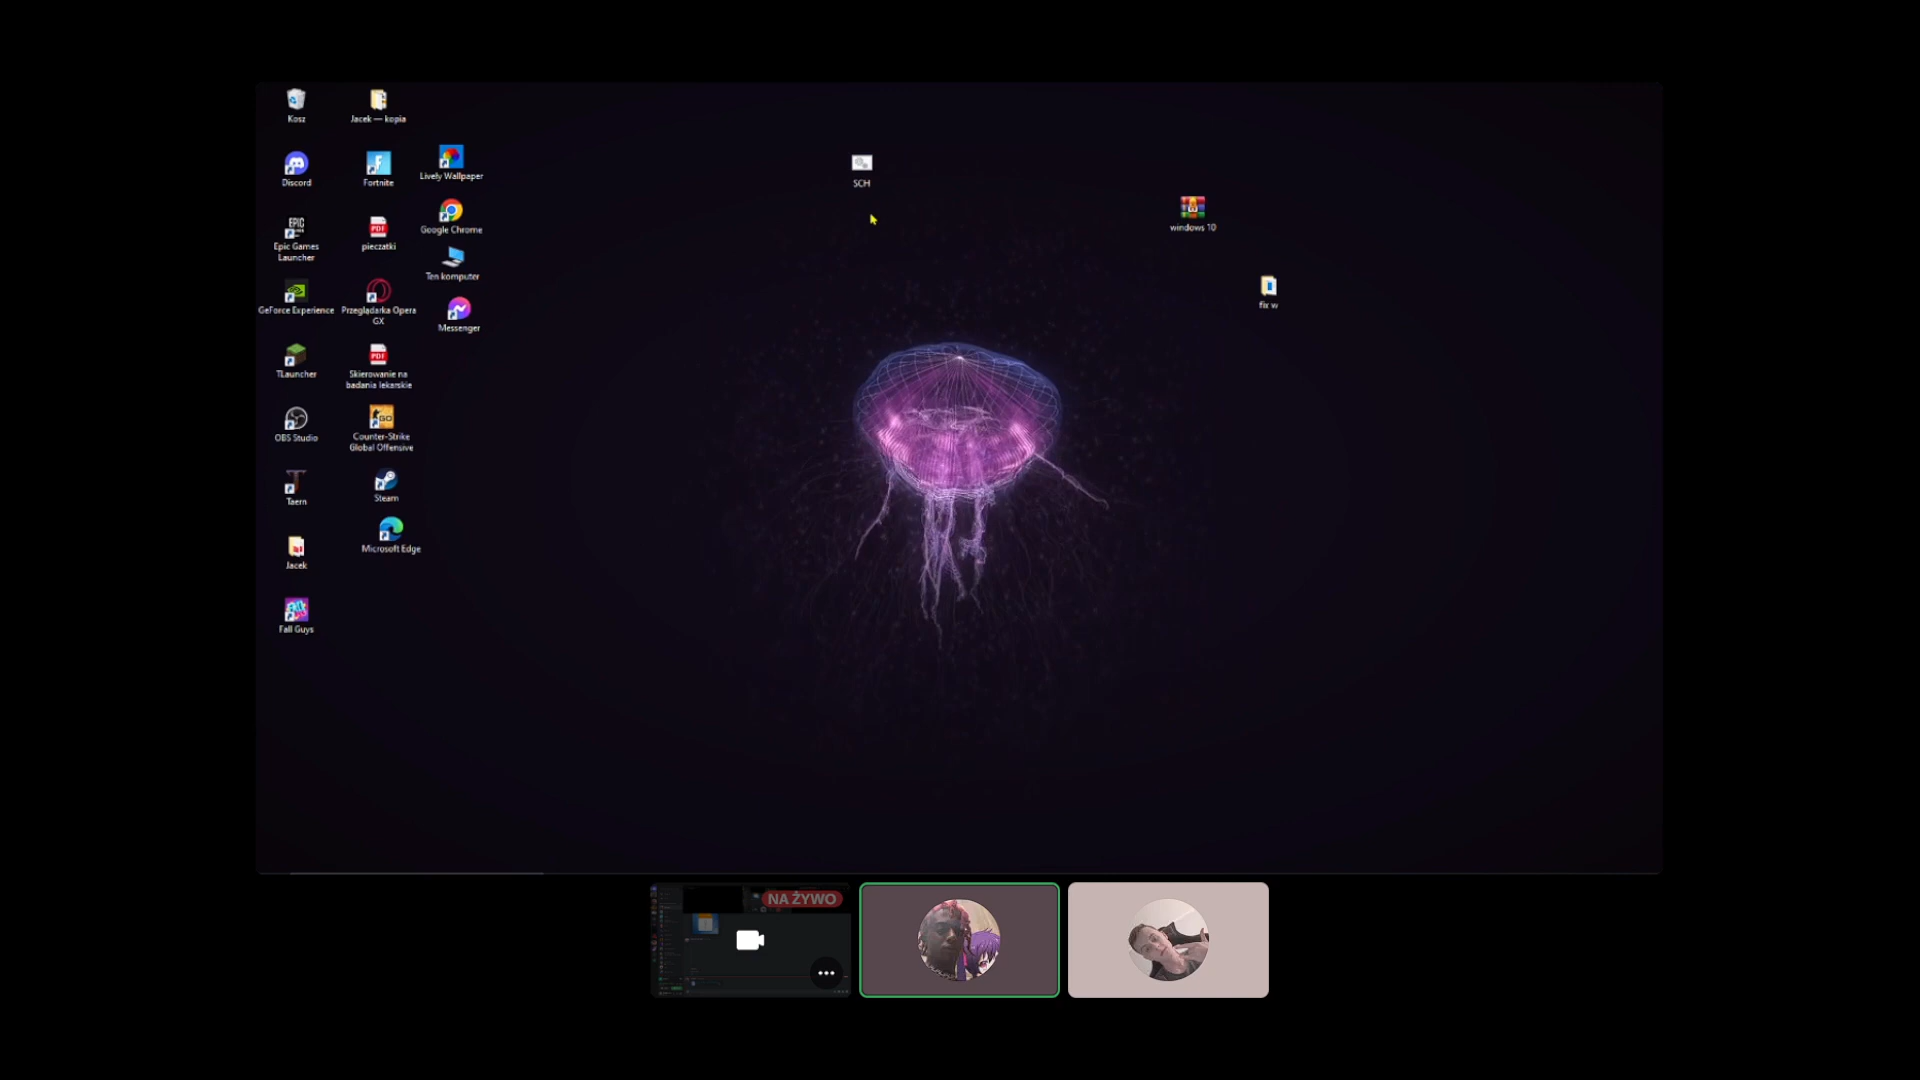 Kosz
Jacek — kopia
Discord
Fortnite
Lively Wallpaper
SCH
Epic Games
Launcher
pieczatki
Google Chrome
windows 10
Ten komputer
GeForce Experience
Przeglądarka Opera
GX
Messenger
fix w
TLauncher
Skierowanie na
badania lekarskie
OBS Studio
Counter-Strike
Global Offensive
Taern
Steam
Microsoft Edge
Jacek
Fall Guys
NA ŻYWO